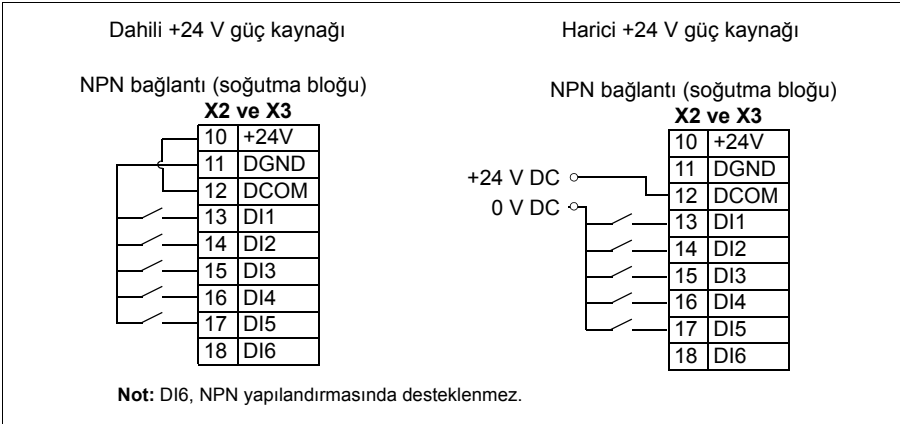 Dahili +24 V güç kaynağı
NPN bağlantı (soğutma bloğu)
X2 ve X3
10 +24V
11 DGND
12 DCOM
13 DI1
14 DI2
15 DI3
16 DI4
17 DI5
18 DI6
Harici +24 V güç kaynağı
NPN bağlantı (soğutma bloğu)
X2 ve X3
+24 V DC
0 V DC
10 +24V
11 DGND
12 DCOM
13 DI1
14 DI2
15 DI3
16 DI4
17 DI5
18 DI6
Not: DI6, NPN yapılandırmasında desteklenmez.